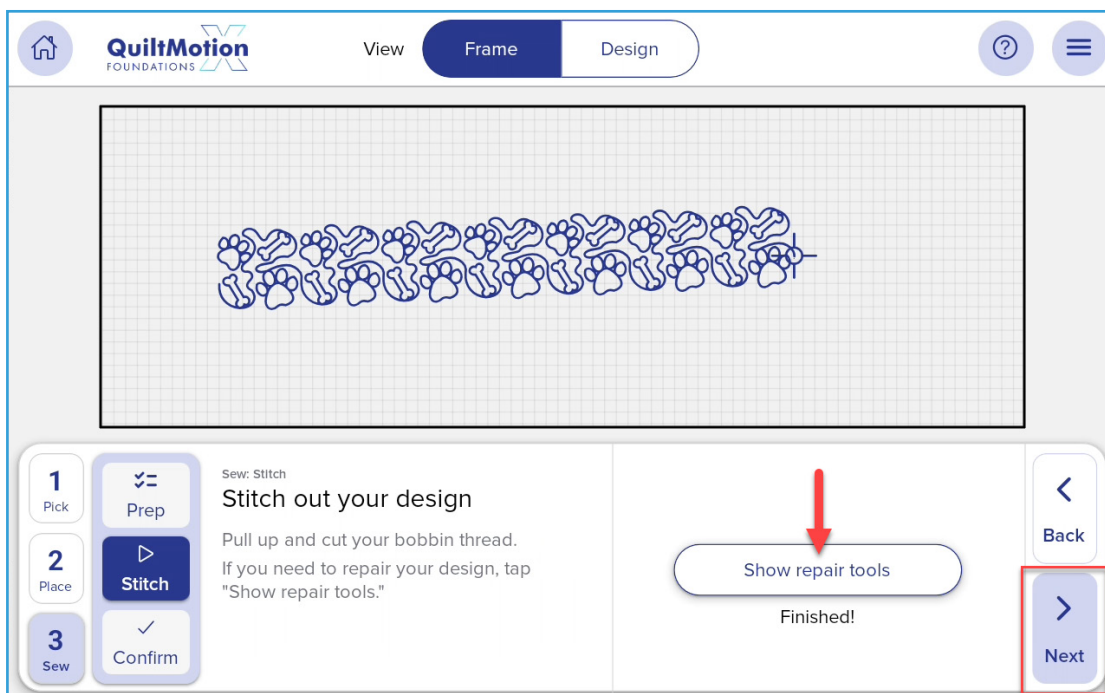 QuiltMotion
FOUNDATIONS
View
Frame
Design
?
1
Pick
2
Place
3
Sew
Prep
Stitch
Confirm
Sew: Stitch
Stitch out your design
Pull up and cut your bobbin thread.
If you need to repair your design, tap
"Show repair tools."
Show repair tools
Finished!
Back
Next